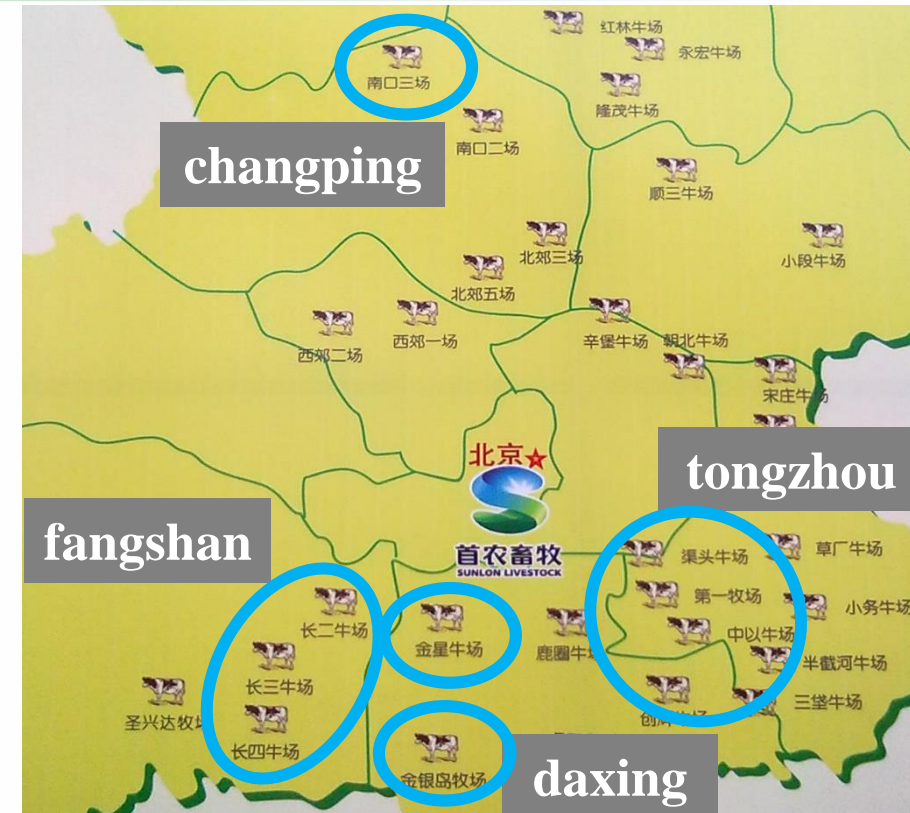 红林牛场
永宏牛场
南口三场
隆茂牛场
南口二场
changping
顺三牛场
北郊三场
小段牛场
北郊五场
西郊二场
西郊一场
辛堡牛场
朝北牛场
宋庄牛场
北京
tongzhou
首农畜牧
SUNLON LIVESTOCK
fangshan
渠头牛场
草厂牛场
第一牧场
小务牛场
长二牛场
金星牛场
鹿圈牛场
中以牛场
半截河牛场
长三牛场
圣兴达牧场
三垡牛场
长四牛场
金银岛牧场
daxing